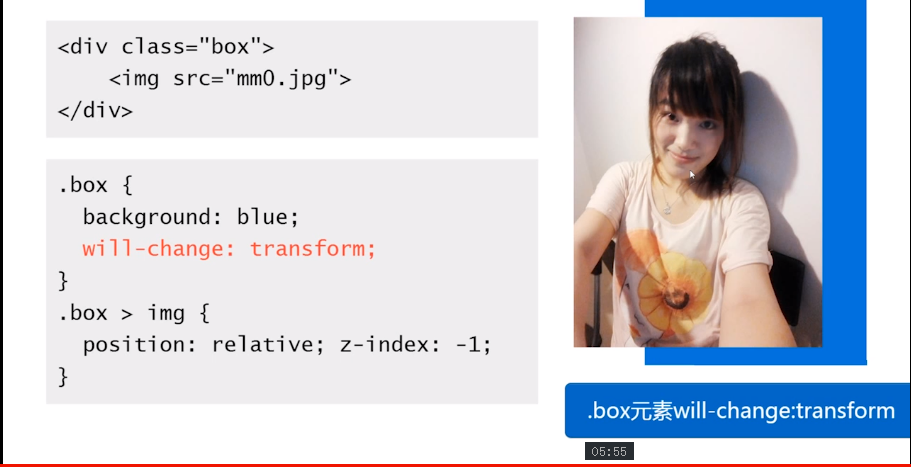 <div class="box">
    <img src="mm0.jpg">
</div>
.box {
  background: blue;
  will-change: transform;
}
.box > img {
  position: relative; z-index: -1;
}
.box元素will-change:transform
05:55